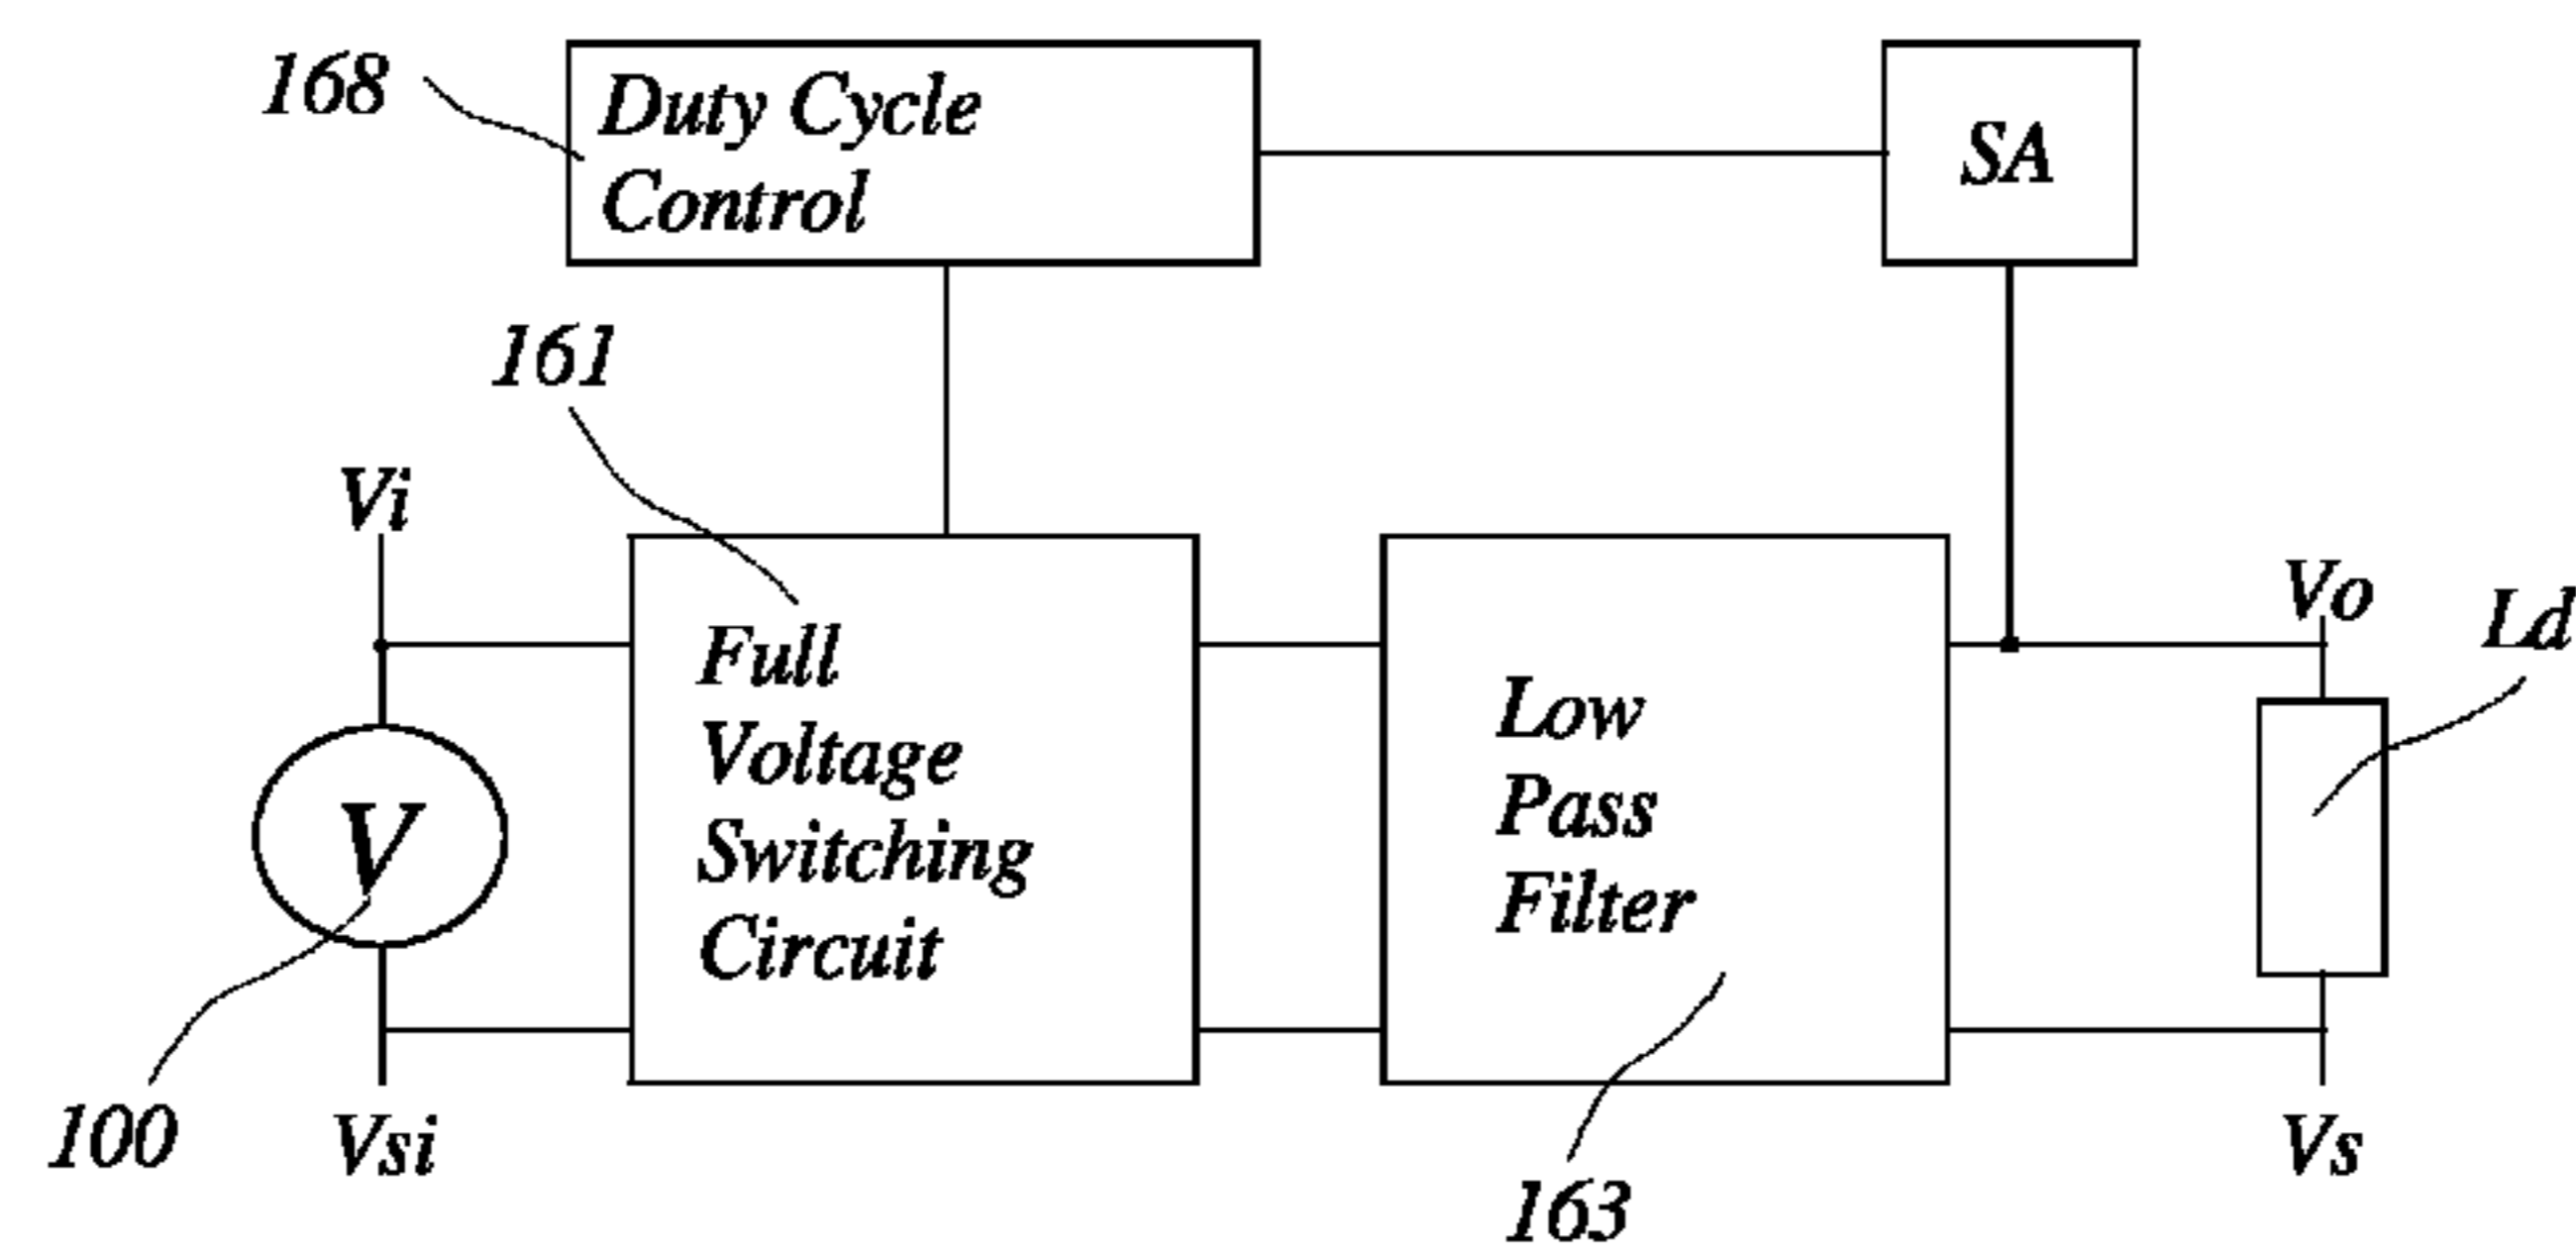 168
Duty Cycle
Control
SA
161
Vi
Vo
Ld
Full
Voltage
Switching
Circuit
Low
Pass
Filter
V
100
Vsi
163
Vs